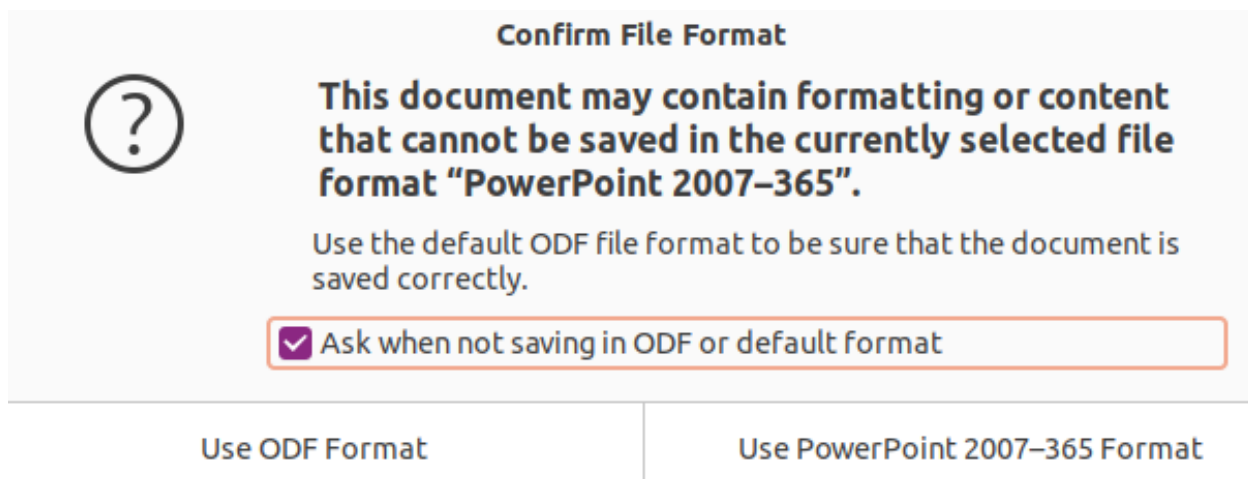 Confirm File Format
?
This document may contain formatting or content
that cannot be saved in the currently selected file
format “PowerPoint 2007–365”.
Use the default ODF file format to be sure that the document is
saved correctly.
Ask when not saving in ODF or default format
Use ODF Format
Use PowerPoint 2007–365 Format